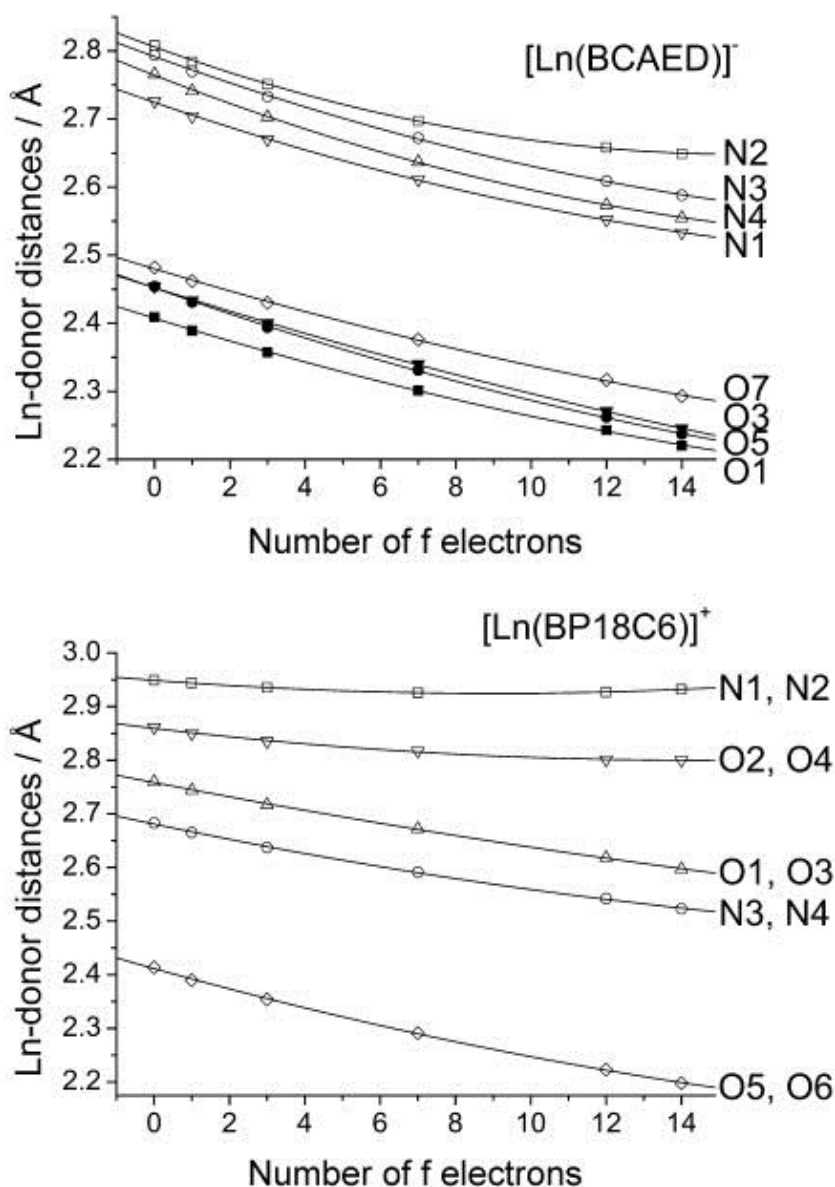 [Ln(BCAED)]⁻
Ln-donor distances / Å
2.8
2.7
2.6
2.5
2.4
2.3
2.2
N2
N3
N4
N1
O7
O3
O5
O1
0 2 4 6 8 10 12 14
Number of f electrons
[Ln(BP18C6)]⁺
Ln-donor distances / Å
3.0
2.9
2.8
2.7
2.6
2.5
2.4
2.3
2.2
N1, N2
O2, O4
O1, O3
N3, N4
O5, O6
0 2 4 6 8 10 12 14
Number of f electrons